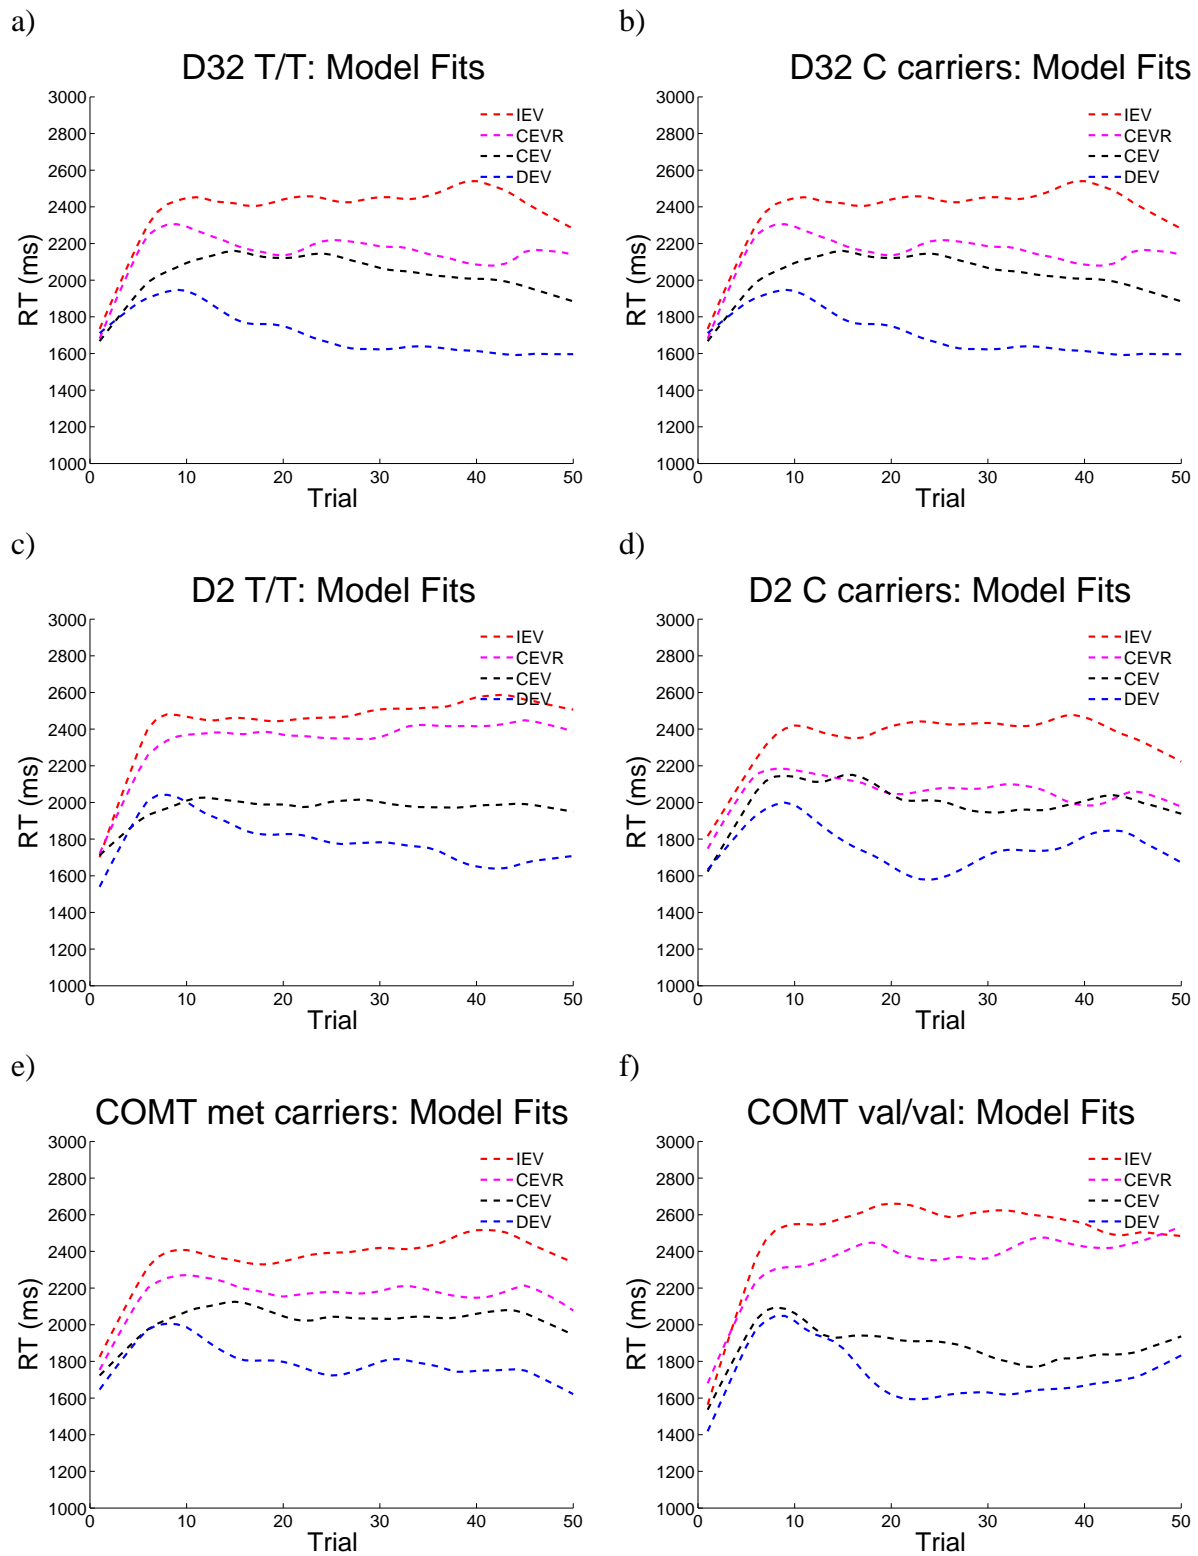 a)
D32 T/T: Model Fits
3000
2800
2600
2400
2200
2000
1800
1600
1400
1200
1000
RT (ms)
0 10 20 30 40 50
Trial
IEV
CEVR
CEV
DEV
b)
D32 C carriers: Model Fits
3000
2800
2600
2400
2200
2000
1800
1600
1400
1200
1000
RT (ms)
0 10 20 30 40 50
Trial
IEV
CEVR
CEV
DEV
c)
D2 T/T: Model Fits
3000
2800
2600
2400
2200
2000
1800
1600
1400
1200
1000
RT (ms)
0 10 20 30 40 50
Trial
IEV
CEVR
CEV
DEV
d)
D2 C carriers: Model Fits
3000
2800
2600
2400
2200
2000
1800
1600
1400
1200
1000
RT (ms)
0 10 20 30 40 50
Trial
IEV
CEVR
CEV
DEV
e)
COMT met carriers: Model Fits
3000
2800
2600
2400
2200
2000
1800
1600
1400
1200
1000
RT (ms)
0 10 20 30 40 50
Trial
IEV
CEVR
CEV
DEV
f)
COMT val/val: Model Fits
3000
2800
2600
2400
2200
2000
1800
1600
1400
1200
1000
RT (ms)
0 10 20 30 40 50
Trial
IEV
CEVR
CEV
DEV